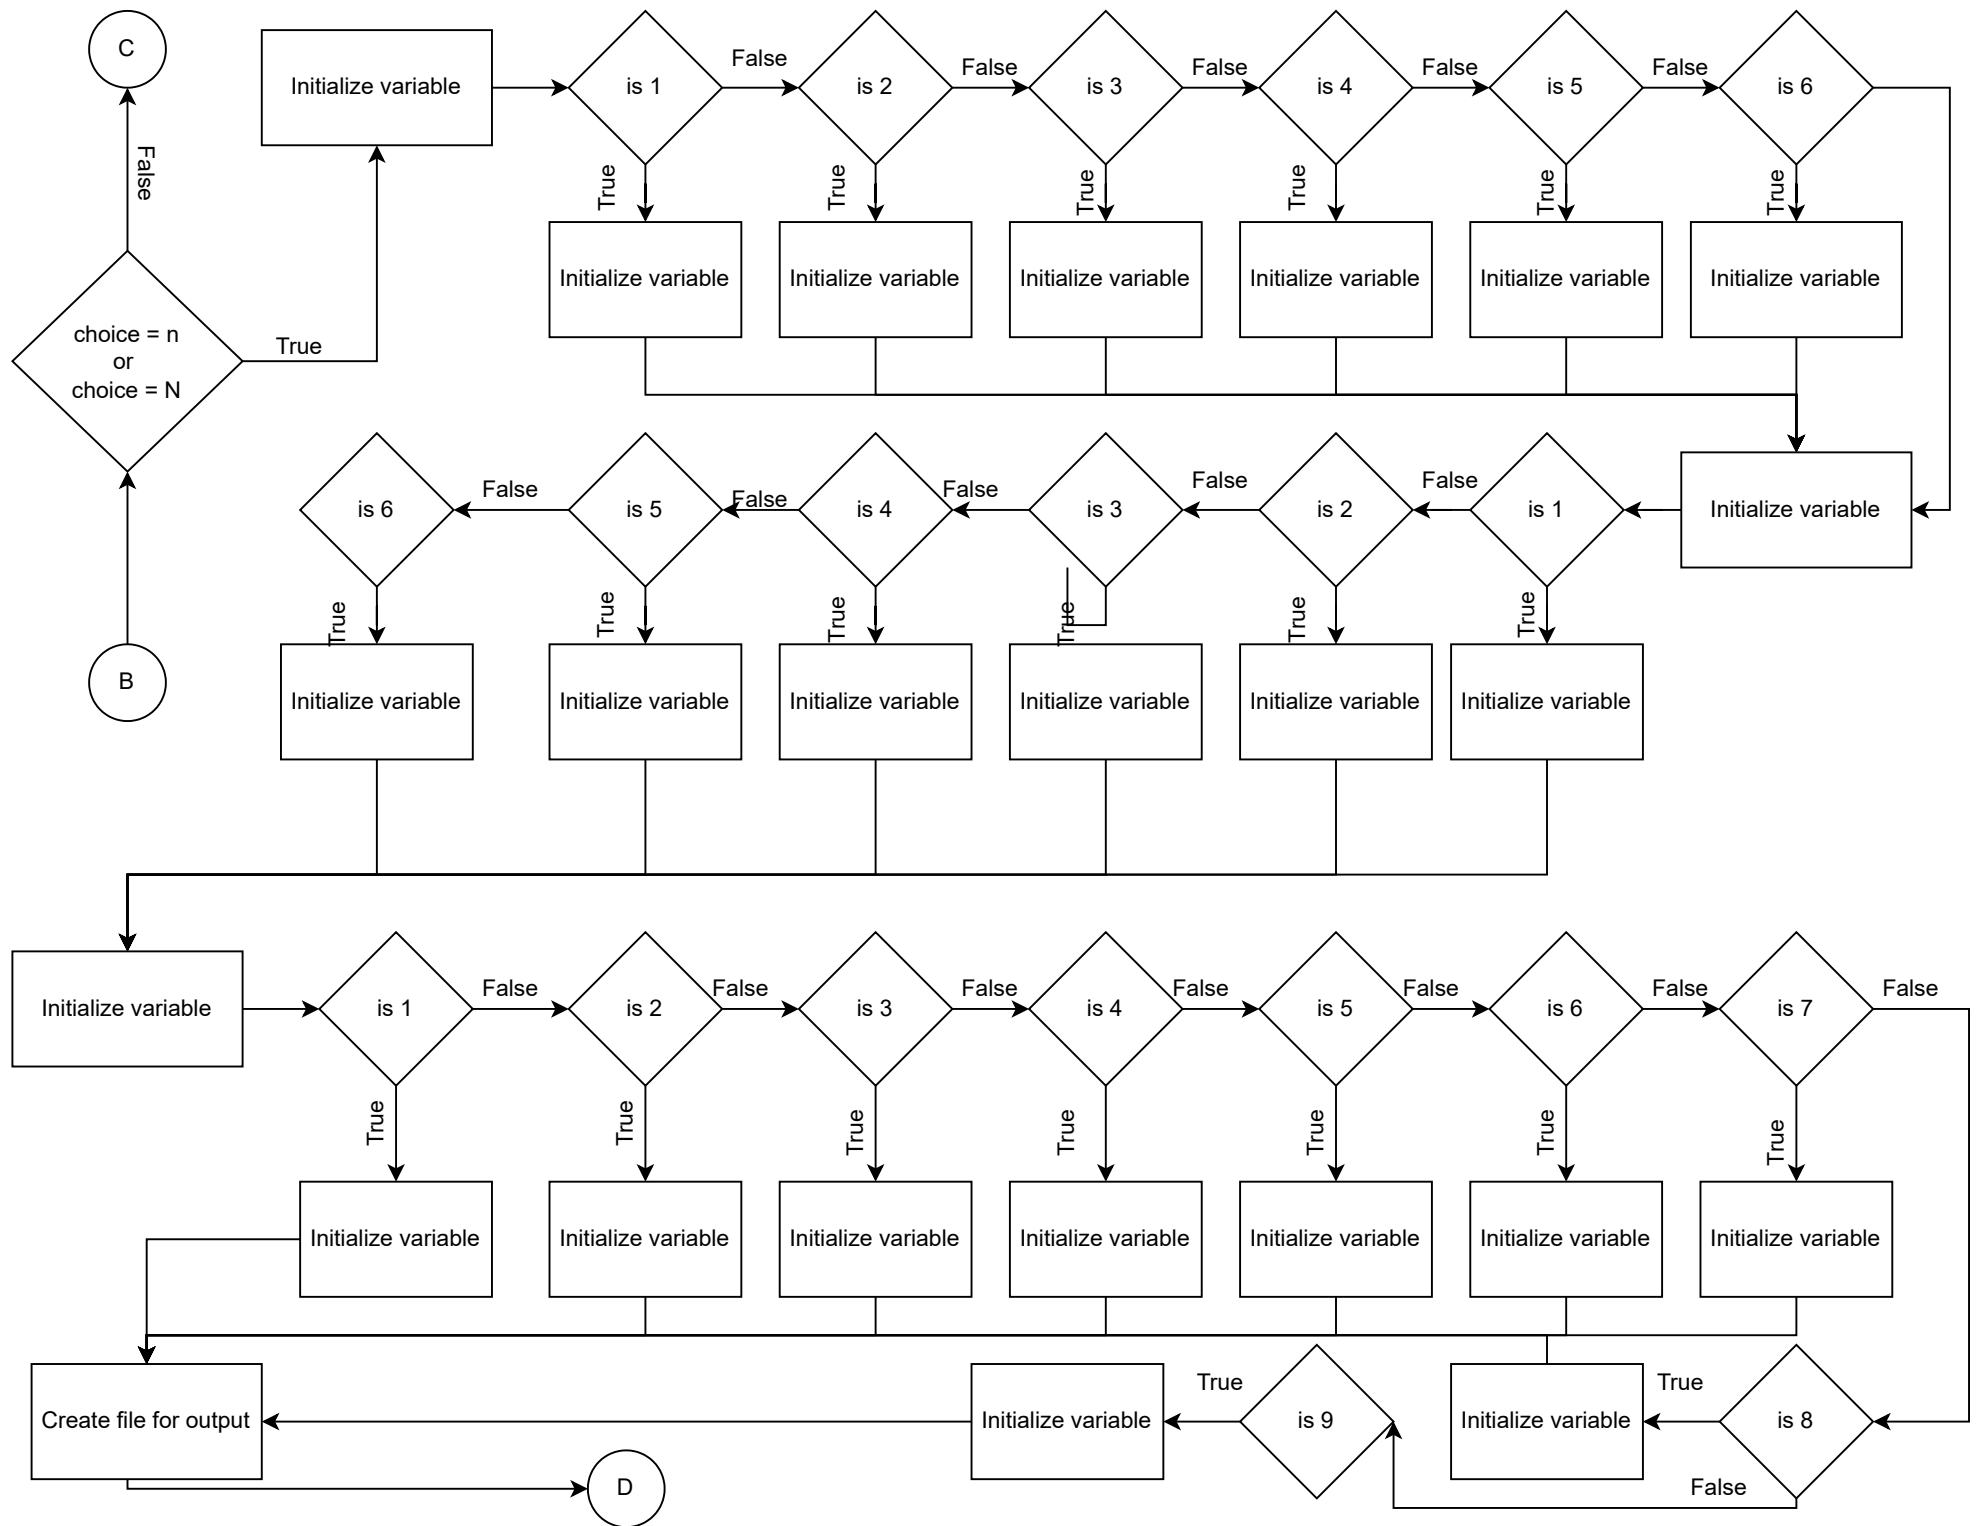 C
Initialize variable
is 1
False
is 2
False
is 3
False
is 4
False
is 5
False
is 6
False
True
True
True
True
True
True
Initialize variable
Initialize variable
Initialize variable
Initialize variable
Initialize variable
Initialize variable
choice = n
or
choice = N
True
is 6
False
is 5
False
is 4
False
is 3
False
is 2
False
is 1
Initialize variable
True
True
True
True
True
True
B
Initialize variable
Initialize variable
Initialize variable
Initialize variable
Initialize variable
Initialize variable
Initialize variable
is 1
False
is 2
False
is 3
False
is 4
False
is 5
False
is 6
False
is 7
False
True
True
True
True
True
True
True
Initialize variable
Initialize variable
Initialize variable
Initialize variable
Initialize variable
Initialize variable
Initialize variable
Create file for output
Initialize variable
True
is 9
Initialize variable
True
is 8
False
D